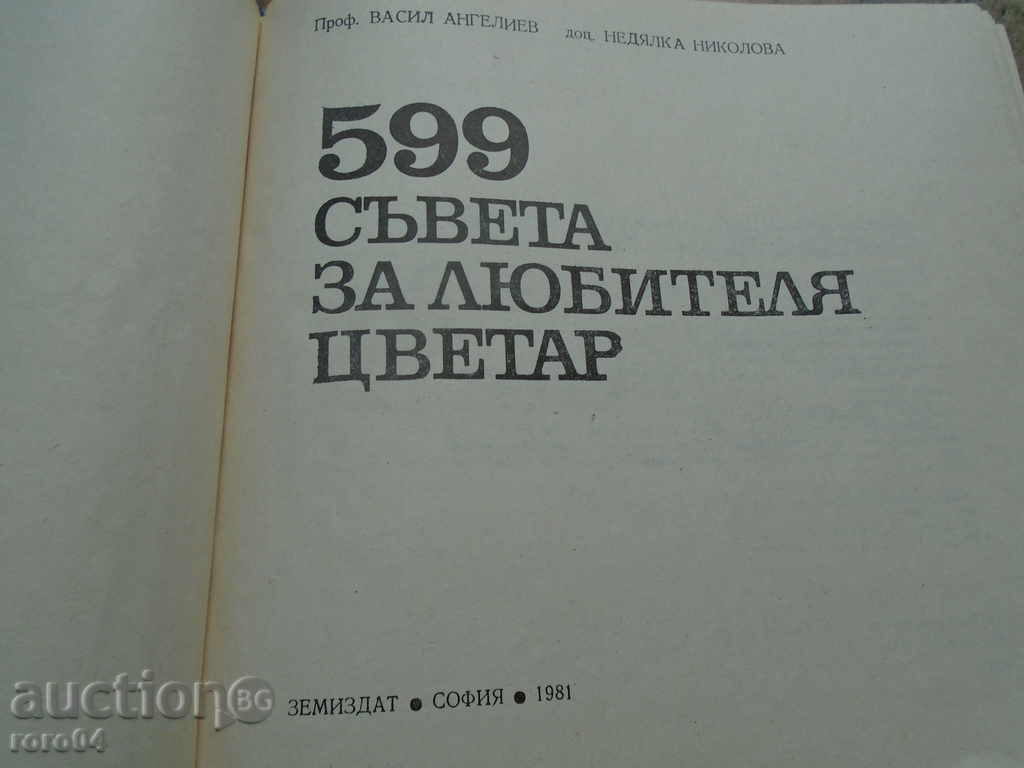 Проф. ВАСИЛ АНГЕЛИЕВ доц. НЕДЯЛКА НИКОЛОВА
599
СЪВЕТА
ЗА ЛЮБИТЕЛЯ
ЦВЕТАР
ЗЕМИЗДАТ ● СОФИЯ ● 1981
auction BG
roro04